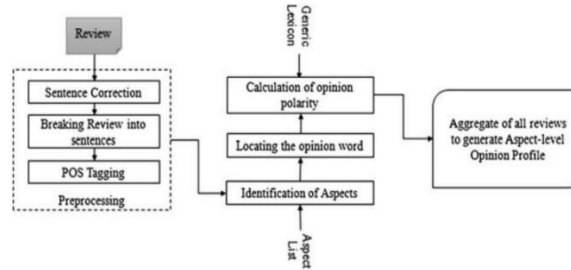 Review
Sentence Correction
Breaking Review into
sentences
POS Tagging
Preprocessing
Generic
Lexicon
Calculation of opinion
polarity
Locating the opinion word
Identification of Aspects
Aspect
List
Aggregate of all reviews
to generate Aspect-level
Opinion Profile